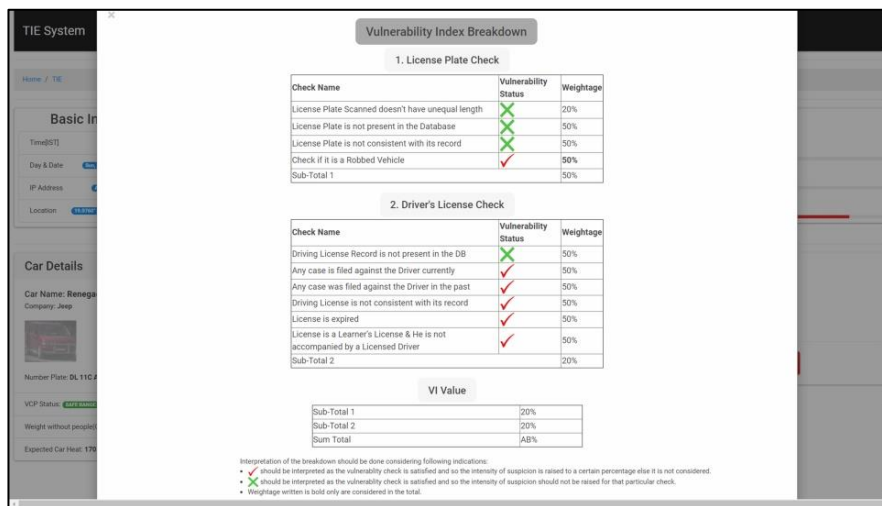 TIE System
×
Vulnerability Index Breakdown
Home / TIE
1. License Plate Check
Check Name Vulnerability Status Weightage
License Plate Scanned doesn't have unequal length 20%
License Plate is not present in the Database 50%
License Plate is not consistent with its record 50%
Check if it is a Robbed Vehicle 50%
Sub-Total 1 50%
Basic In
Time[IST]
Day & Date
IP Address
Location
2. Driver's License Check
Check Name Vulnerability Status Weightage
Driving License Record is not present in the DB 50%
Any case is filed against the Driver currently 50%
Any case was filed against the Driver in the past 50%
Driving License is not consistent with its record 50%
License is expired 50%
License is a Learner's License & He is not
accompanied by a Licensed Driver 50%
Sub-Total 2 20%
Car Details
Car Name: Renega
Company: Jeep
Number Plate: DL 11C A
VCP Status: SAFE RANGE
Weight without people(
Expected Car Heat: 170
VI Value
Sub-Total 1 20%
Sub-Total 2 20%
Sum Total AB%
Interpretation of the breakdown should be done considering following indications:
• ✓ should be interpreted as the vulnerablity check is satisfied and so the intensity of suspicion is raised to a certain percentage else it is not considered.
• ✕ should be interpreted as the vulnerablity check is satisfied and so the intensity of suspicion should not be raised for that particular check.
• Weightage written is bold only are considered in the total.